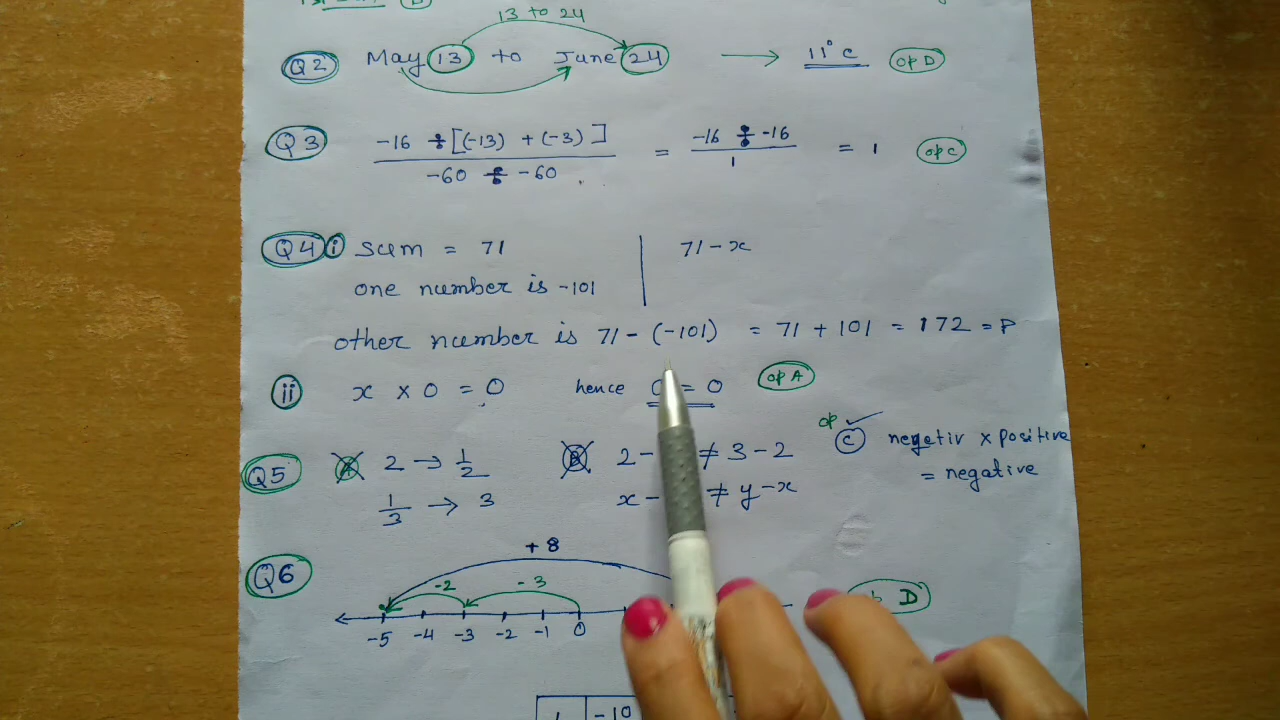 13 to 24
Q2 May 13 to June 24 → 11°C op D
Q3 -16 ÷ [(-13) + (-3)] / -60 ÷ -60 = -16 ÷ -16 / 1 = 1 op C
Q4 i Sum = 71 | 71 - x
one number is -101
other number is 71 - (-101) = 71 + 101 = 172 = P
ii x × 0 = 0 hence 0 = 0 op A
Q5 A 2 → 1/2 B 2 - ≠ 3 - 2 op ✓ C negetiv × positive
= negative
1/3 → 3 x - ≠ y - x
+8
Q6 -2 -3 D
-5 -4 -3 -2 -1 0
-10